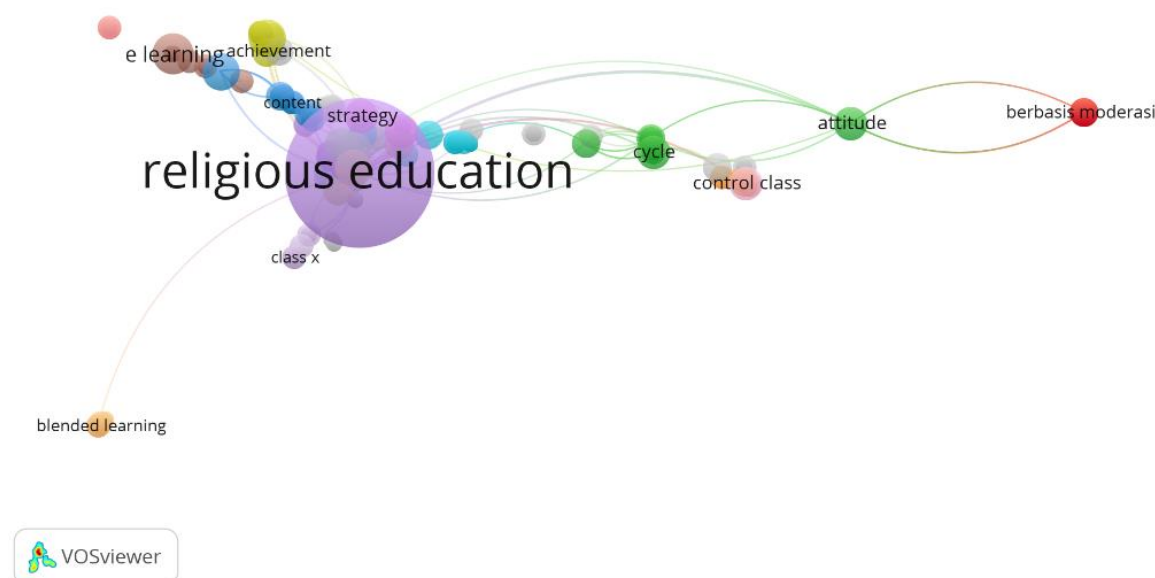 e learning
achievement
content
strategy
religious education
class x
cycle
control class
attitude
berbasis moderasi
blended learning
VOSviewer